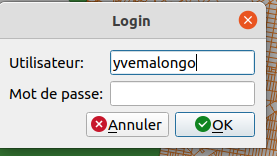 Login
Utilisateur: yvemalongo
Mot de passe:
Annuler OK